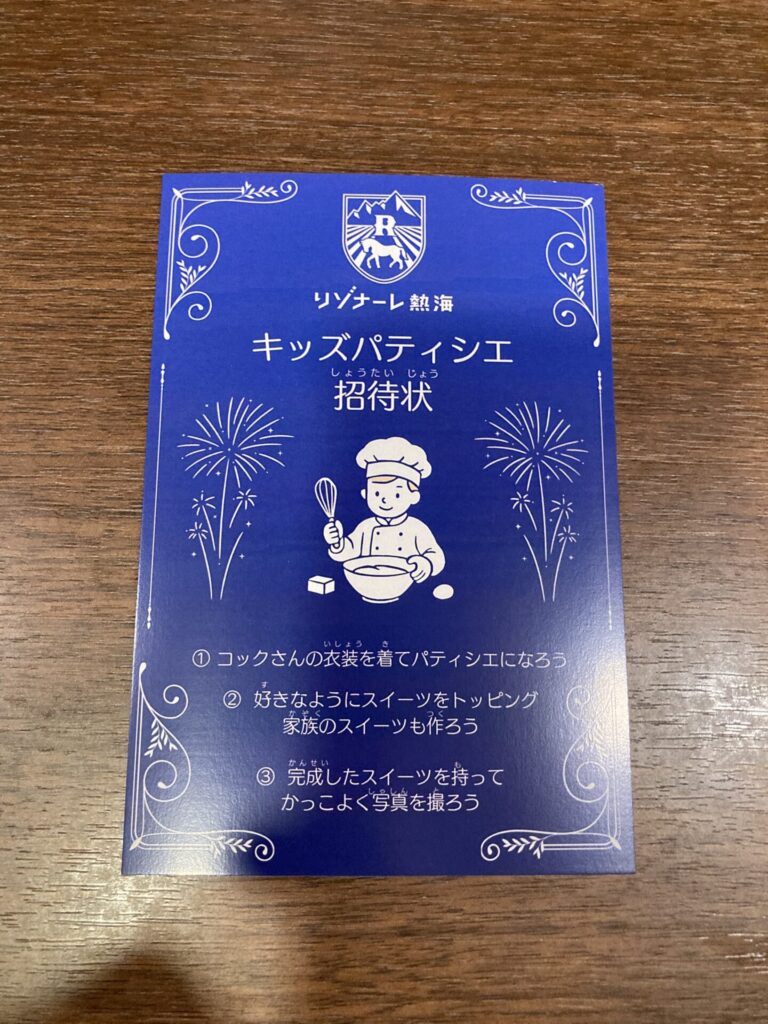 R
リゾナーレ熱海
キッズパティシエ
しょうたい じょう
招待状
いしょう き
① コックさんの衣装を着てパティシエになろう
す
② 好きなようにスイーツをトッピング
かぞく つく
家族のスイーツも作ろう
かんせい も
③ 完成したスイーツを持って
しゃしん と
かっこよく写真を撮ろう